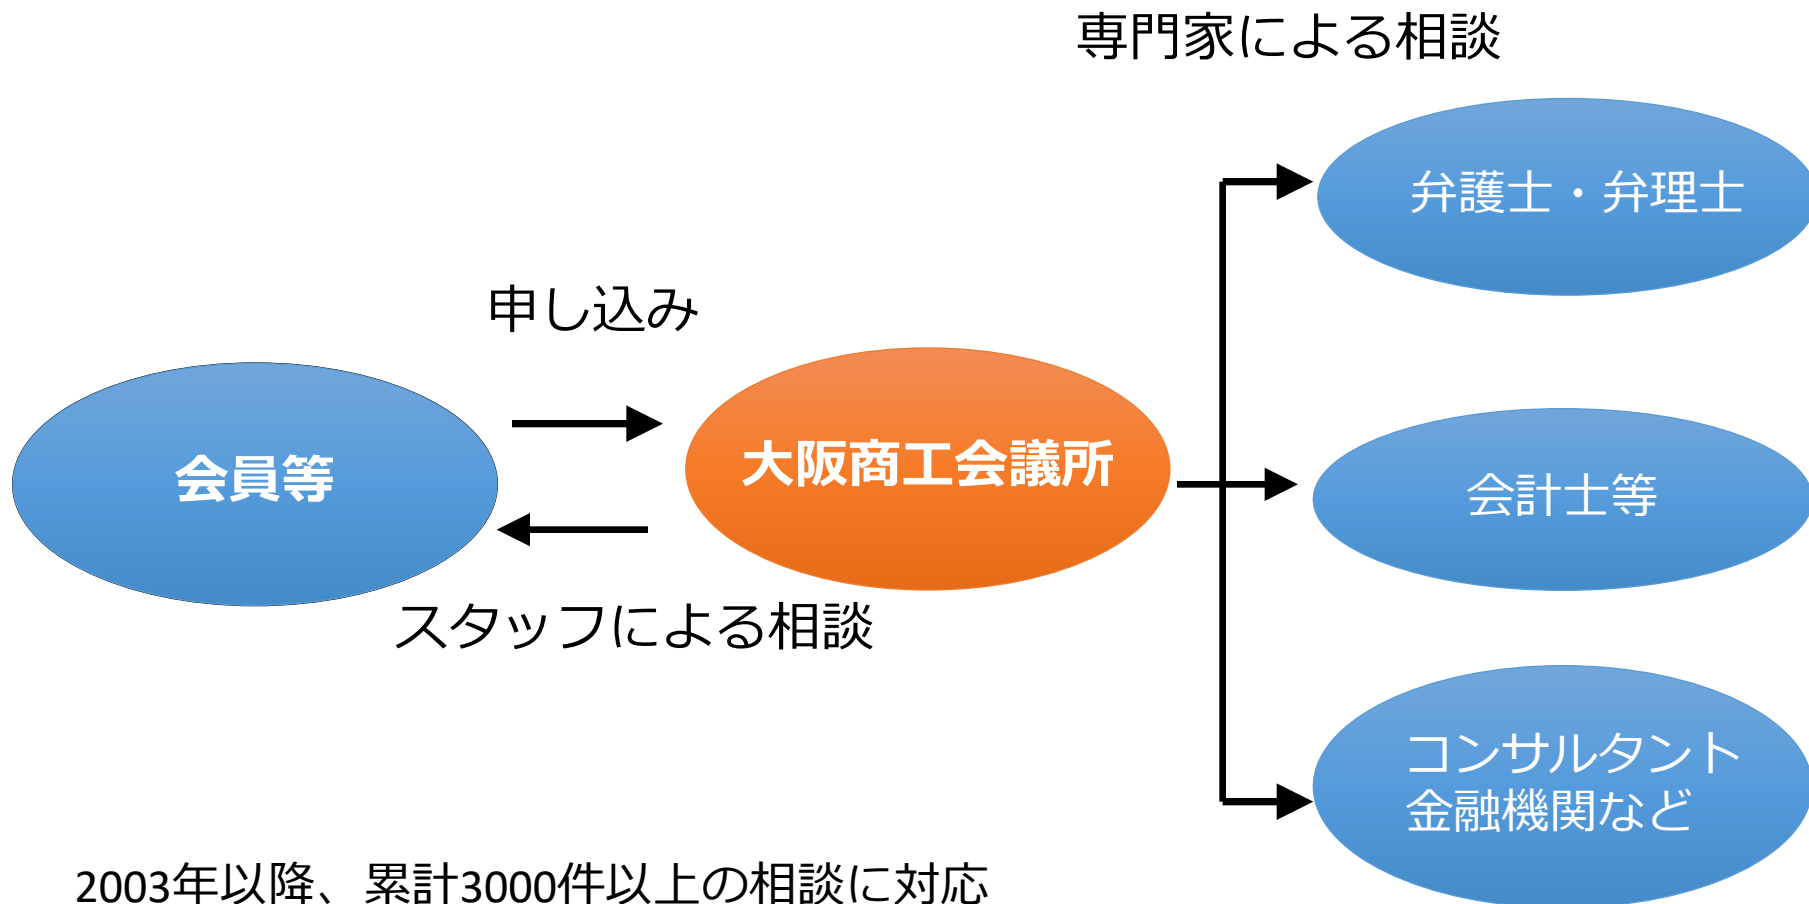 専門家による相談
弁護士・弁理士
申し込み
会員等
大阪商工会議所
会計士等
スタッフによる相談
コンサルタント
金融機関など
2003年以降、累計3000件以上の相談に対応